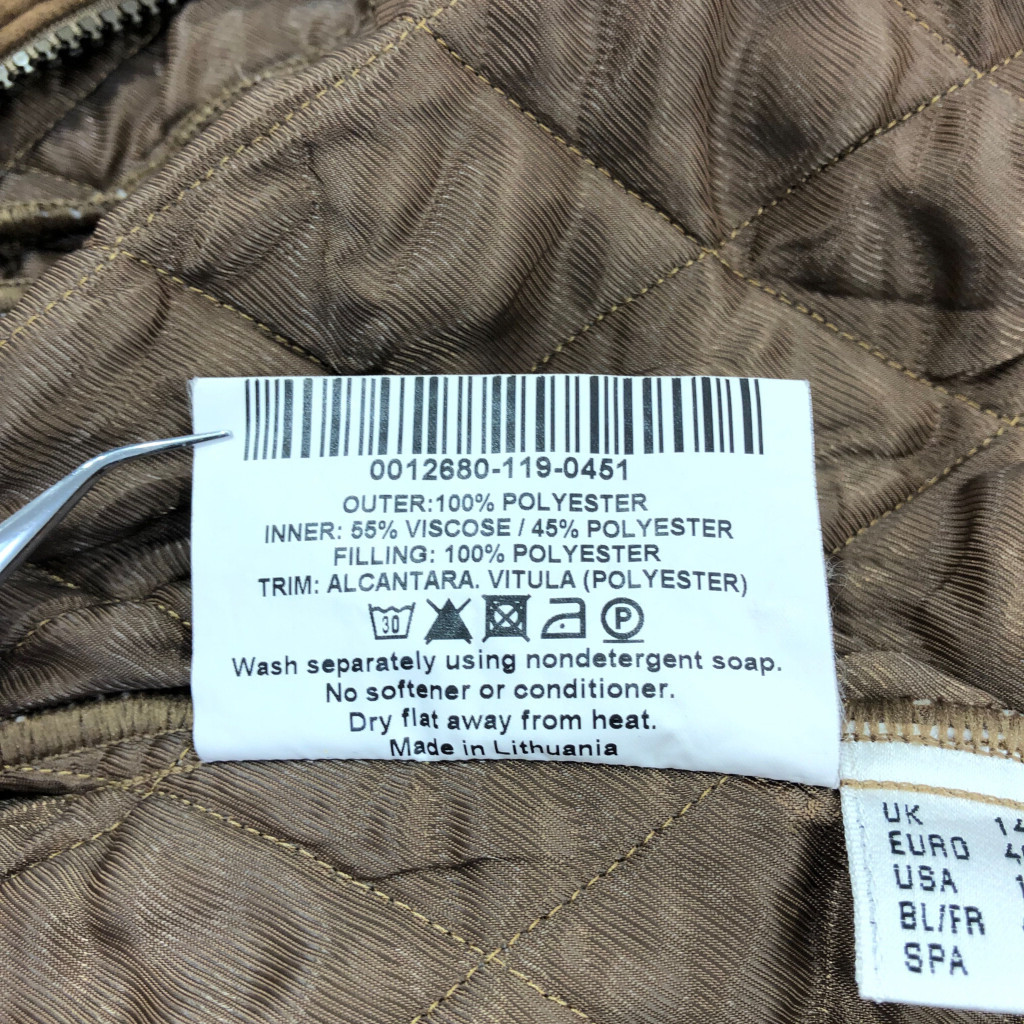 0012680-119-0451
OUTER:100% POLYESTER
INNER: 55% VISCOSE / 45% POLYESTER
FILLING: 100% POLYESTER
TRIM: ALCANTARA. VITULA (POLYESTER)
30 P
Wash separately using nondetergent soap.
No softener or conditioner.
Dry flat away from heat.
Made in Lithuania
UK
EURO
USA
BL/FR
SPA